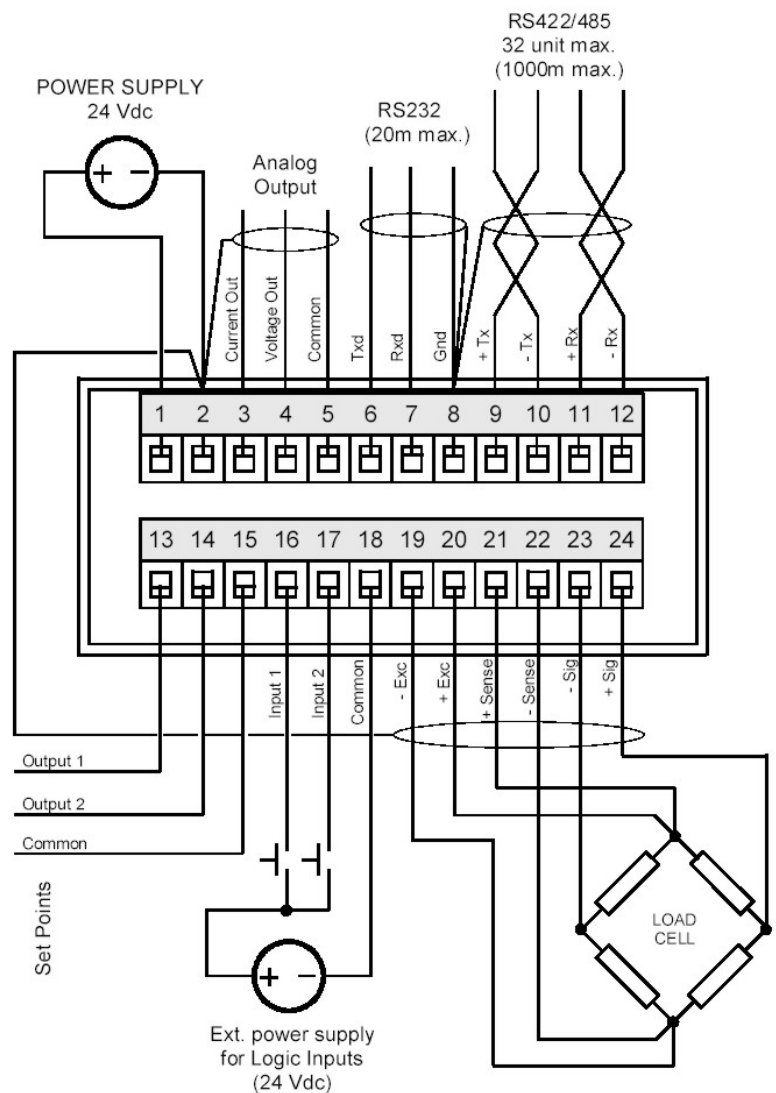 RS422/485
32 unit max.
(1000m max.)
POWER SUPPLY
24 Vdc
RS232
(20m max.)
Analog
Output
+ -
Current Out
Voltage Out
Common
Txd
Rxd
Gnd
+ Tx
- Tx
+ Rx
- Rx
1 2 3 4 5 6 7 8 9 10 11 12
13 14 15 16 17 18 19 20 21 22 23 24
Input 1
Input 2
Common
- Exc
+ Exc
+ Sense
- Sense
- Sig
+ Sig
Output 1
Output 2
Common
Set Points
LOAD
CELL
+ -
Ext. power supply
for Logic Inputs
(24 Vdc)